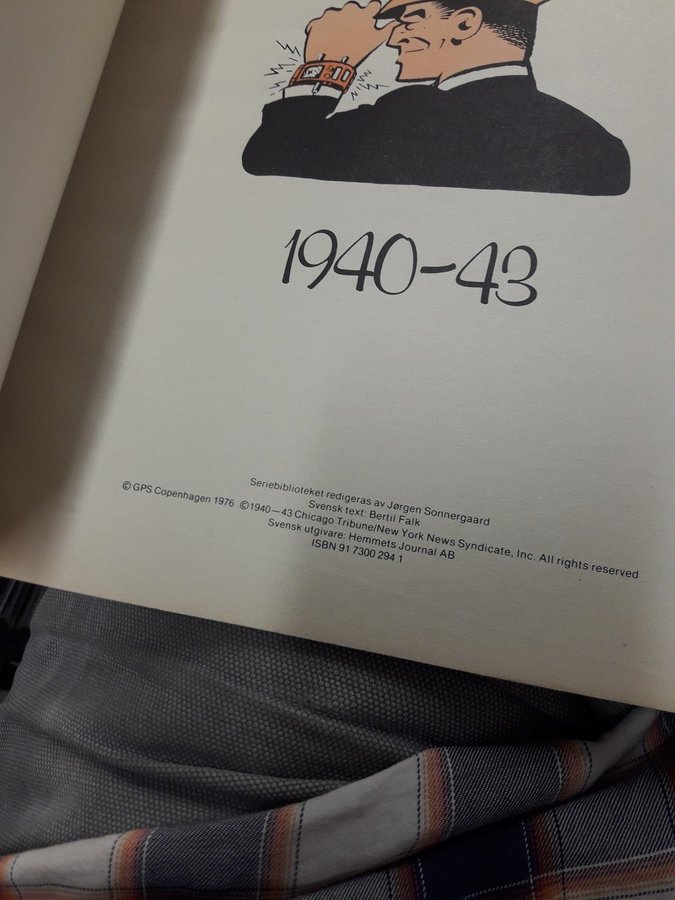 1940–43
Seriebiblioteket redigeras av Jørgen Sonnergaard
Svensk text: Bertil Falk
© GPS Copenhagen 1976 ©1940—43 Chicago Tribune/New York News Syndicate, Inc. All rights reserved
Svensk utgivare: Hemmets Journal AB
ISBN 91 7300 294 1